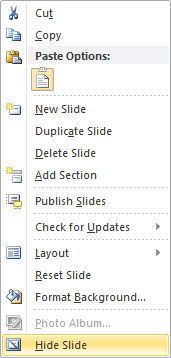 Cut
Copy
Paste Options:
New Slide
Duplicate Slide
Delete Slide
Add Section
Publish Slides
Check for Updates
Layout
Reset Slide
Format Background...
Photo Album...
Hide Slide